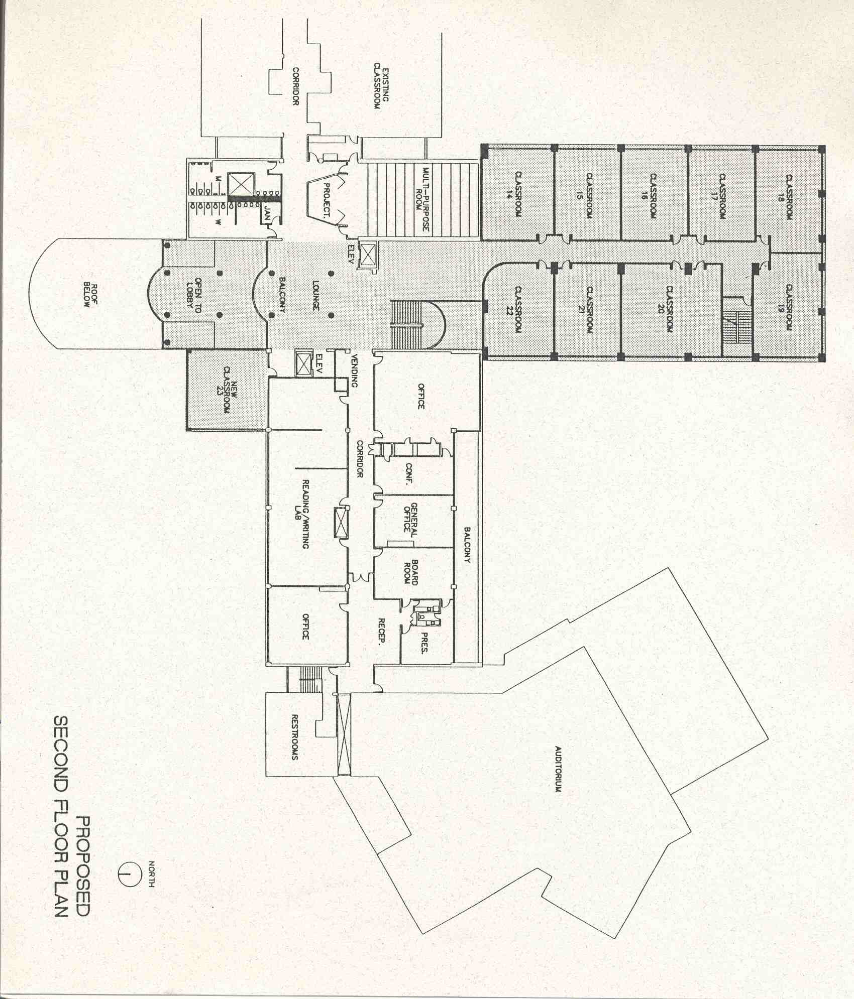 EXISTING
CLASSROOM
CORRIDOR
MULTI-PURPOSE
ROOM
PROJECT.
M
W
JAN
CLASSROOM
14
CLASSROOM
15
CLASSROOM
16
CLASSROOM
17
CLASSROOM
18
CLASSROOM
19
CLASSROOM
20
CLASSROOM
21
CLASSROOM
22
ELEV
LOUNGE
BALCONY
OPEN TO
LOBBY
ROOF
BELOW
NEW
CLASSROOM
23
ELEV
VENDING
OFFICE
CORRIDOR
CONF.
GENERAL
OFFICE
BOARD
ROOM
BALCONY
READING/WRITING
LAB
RECEP.
PRES.
OFFICE
RESTROOMS
AUDITORIUM
NORTH
PROPOSED
SECOND FLOOR PLAN